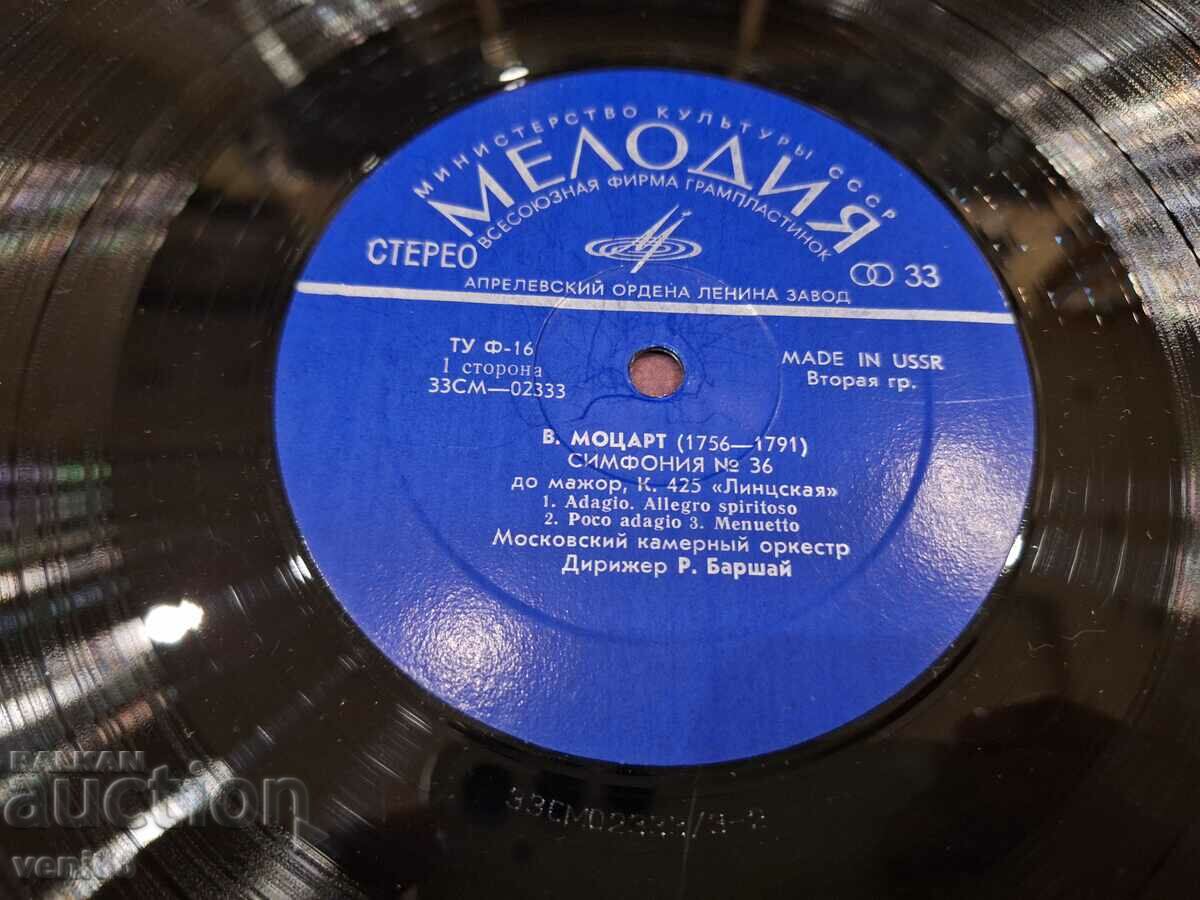 МИНИСТЕРСТВО КУЛЬТУРЫ СССР
МЕЛОДИЯ
ВСЕСОЮЗНАЯ ФИРМА ГРАМПЛАСТИНОК
СТЕРЕО
33
АПРЕЛЕВСКИЙ ОРДЕНА ЛЕНИНА ЗАВОД
ТУ Ф-16
1 сторона
33СМ—02333
MADE IN USSR
Вторая гр.
В. МОЦАРТ (1756—1791)
СИМФОНИЯ № 36
до мажор, К. 425 «Линцская»
1. Adagio. Allegro spiritoso
2. Poco adagio 3. Menuetto
Московский камерный оркестр
Дирижер Р. Баршай
BALKAN
auction